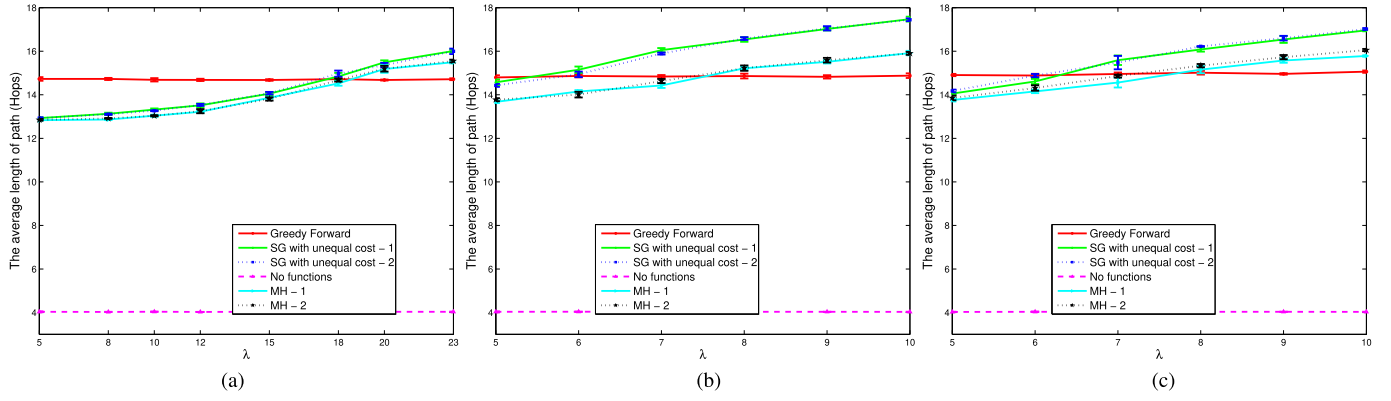 The average length of path (Hops)
18
16
14
12
10
8
6
4
5 8 10 12 15 18 20 23
λ
Greedy Forward
SG with unequal cost − 1
SG with unequal cost − 2
No functions
MH − 1
MH − 2
(a)
The average length of path (Hops)
18
16
14
12
10
8
6
4
5 6 7 8 9 10
λ
Greedy Forward
SG with unequal cost − 1
SG with unequal cost − 2
No functions
MH − 1
MH − 2
(b)
The average length of path (Hops)
18
16
14
12
10
8
6
4
5 6 7 8 9 10
λ
Greedy Forward
SG with unequal cost − 1
SG with unequal cost − 2
No functions
MH − 1
MH − 2
(c)